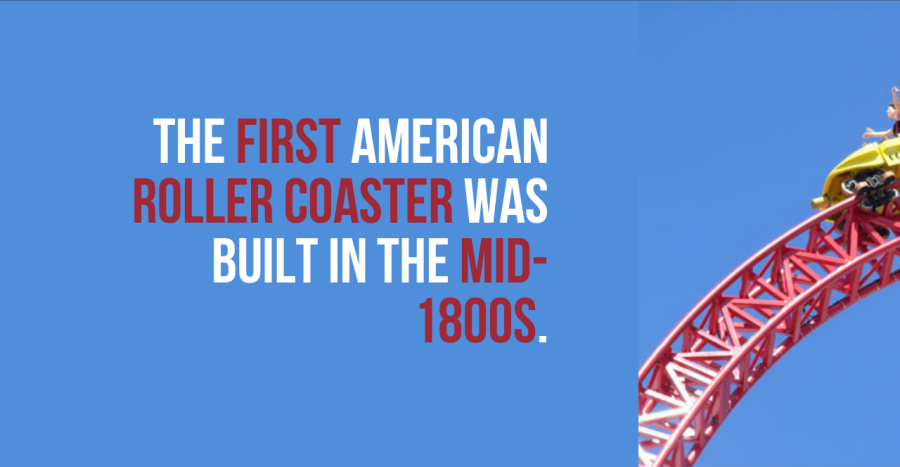 THE FIRST AMERICAN
ROLLER COASTER WAS
BUILT IN THE MID-
1800S.